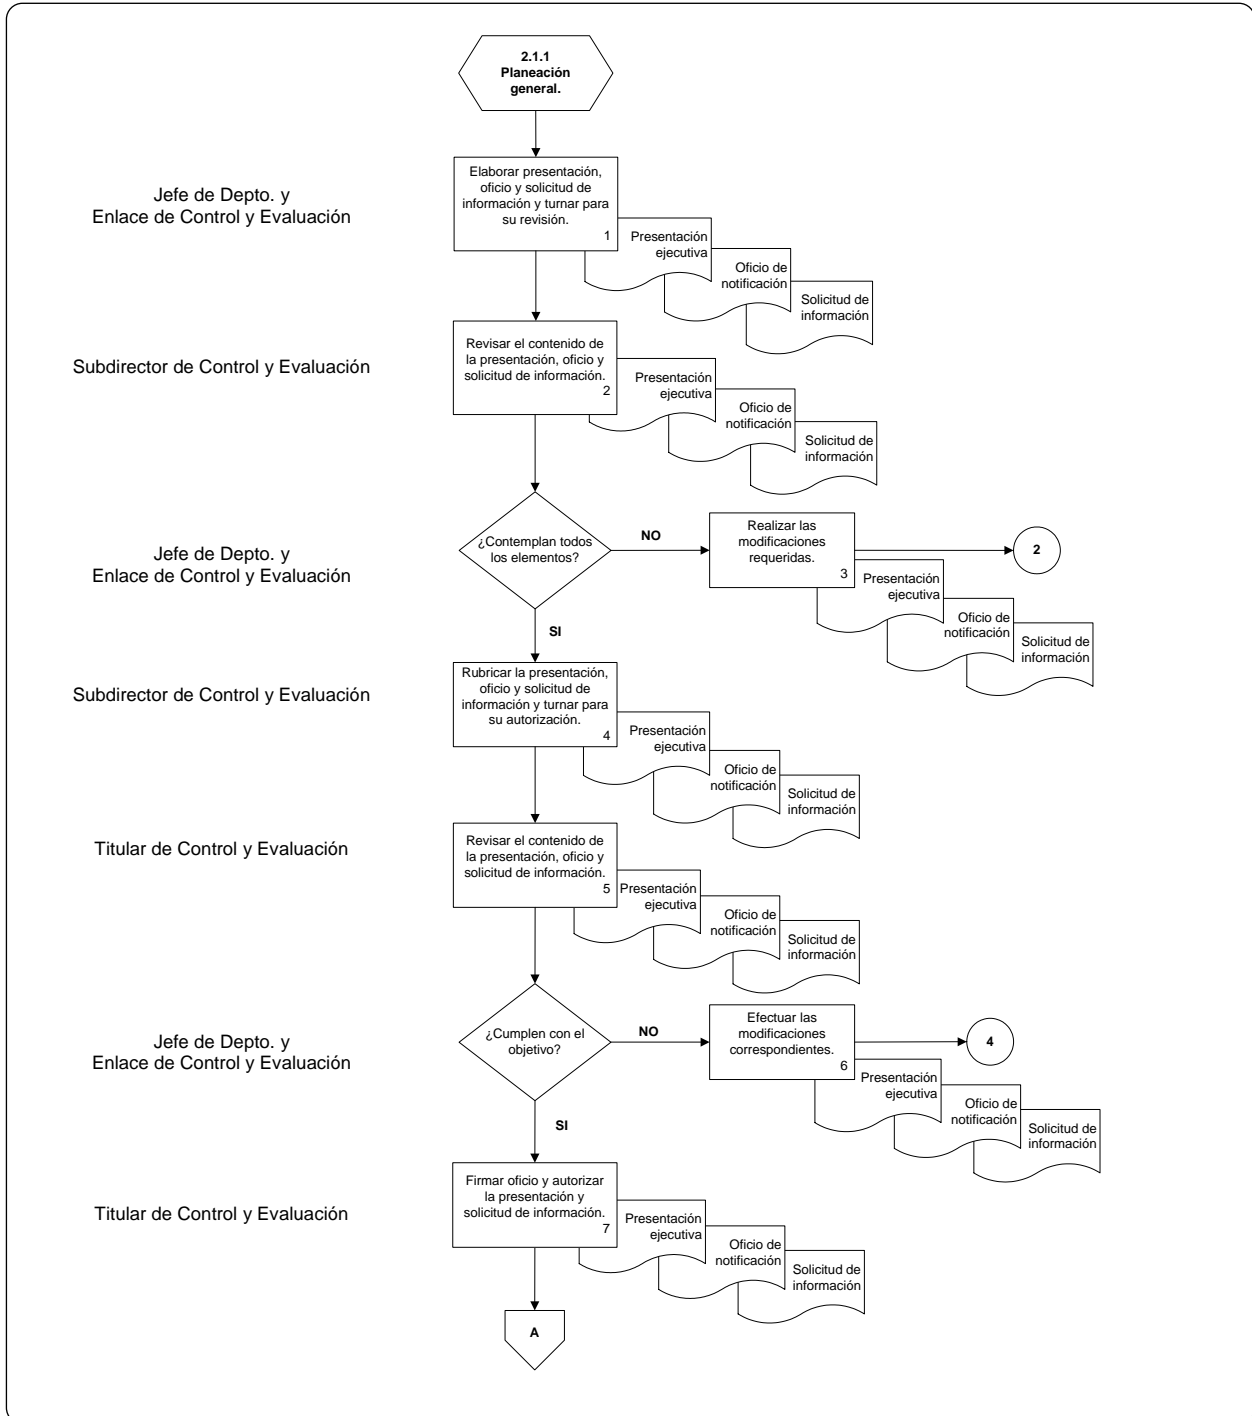 2.1.1
Planeación
general.
Jefe de Depto. y
Enlace de Control y Evaluación
Elaborar presentación,
oficio y solicitud de
información y turnar para
su revisión.
1
Presentación
ejecutiva
Oficio de
notificación
Solicitud de
información
Subdirector de Control y Evaluación
Revisar el contenido de
la presentación, oficio y
solicitud de información.
2
Presentación
ejecutiva
Oficio de
notificación
Solicitud de
información
Jefe de Depto. y
Enlace de Control y Evaluación
¿Contemplan todos
los elementos?
NO
Realizar las
modificaciones
requeridas.
3
2
Presentación
ejecutiva
Oficio de
notificación
Solicitud de
información
SI
Subdirector de Control y Evaluación
Rubricar la presentación,
oficio y solicitud de
información y turnar para
su autorización.
4
Presentación
ejecutiva
Oficio de
notificación
Solicitud de
información
Titular de Control y Evaluación
Revisar el contenido de
la presentación, oficio y
solicitud de información.
5
Presentación
ejecutiva
Oficio de
notificación
Solicitud de
información
Jefe de Depto. y
Enlace de Control y Evaluación
¿Cumplen con el
objetivo?
NO
Efectuar las
modificaciones
correspondientes.
6
4
Presentación
ejecutiva
Oficio de
notificación
Solicitud de
información
SI
Titular de Control y Evaluación
Firmar oficio y autorizar
la presentación y
solicitud de información.
7
Presentación
ejecutiva
Oficio de
notificación
Solicitud de
información
A